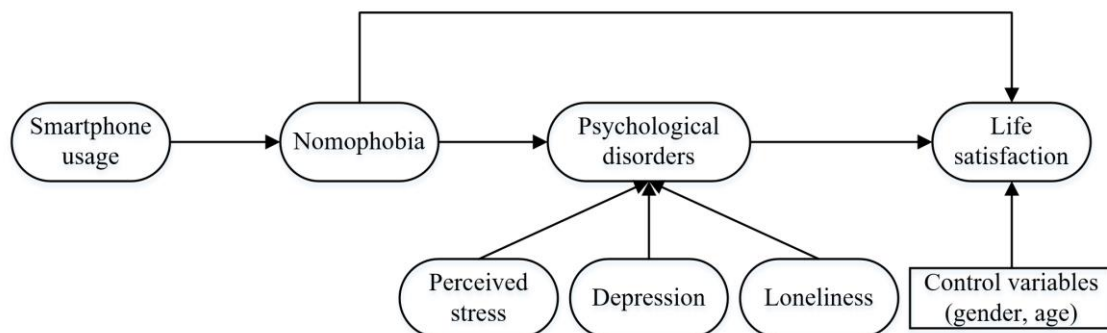 Smartphone
usage
Nomophobia
Psychological
disorders
Life
satisfaction
Perceived
stress
Depression
Loneliness
Control variables
(gender, age)